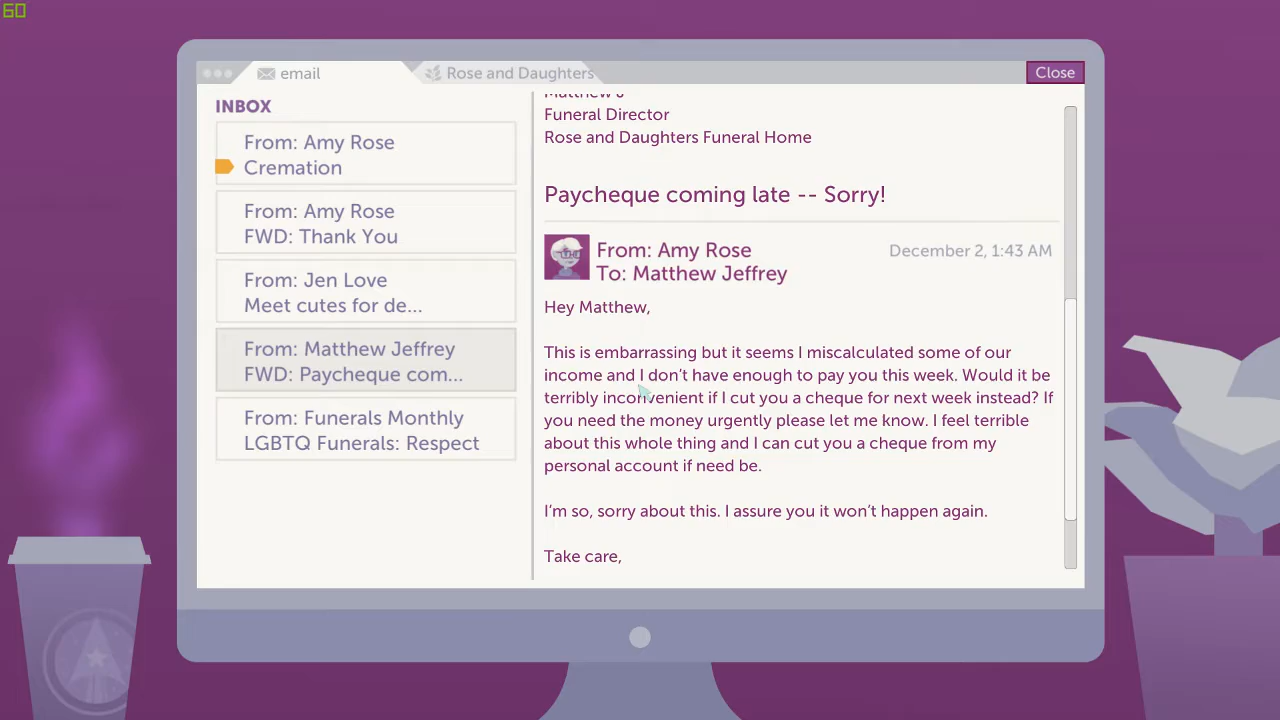 60
email
Rose and Daughters
Close
INBOX
From: Amy Rose
Cremation
From: Amy Rose
FWD: Thank You
From: Jen Love
Meet cutes for de...
From: Matthew Jeffrey
FWD: Paycheque com...
From: Funerals Monthly
LGBTQ Funerals: Respect
Matthew J
Funeral Director
Rose and Daughters Funeral Home
Paycheque coming late -- Sorry!
From: Amy Rose
December 2, 1:43 AM
To: Matthew Jeffrey
Hey Matthew,
This is embarrassing but it seems I miscalculated some of our
income and I don't have enough to pay you this week. Would it be
terribly inconvenient if I cut you a cheque for next week instead? If
you need the money urgently please let me know. I feel terrible
about this whole thing and I can cut you a cheque from my
personal account if need be.
I'm so, sorry about this. I assure you it won't happen again.
Take care,